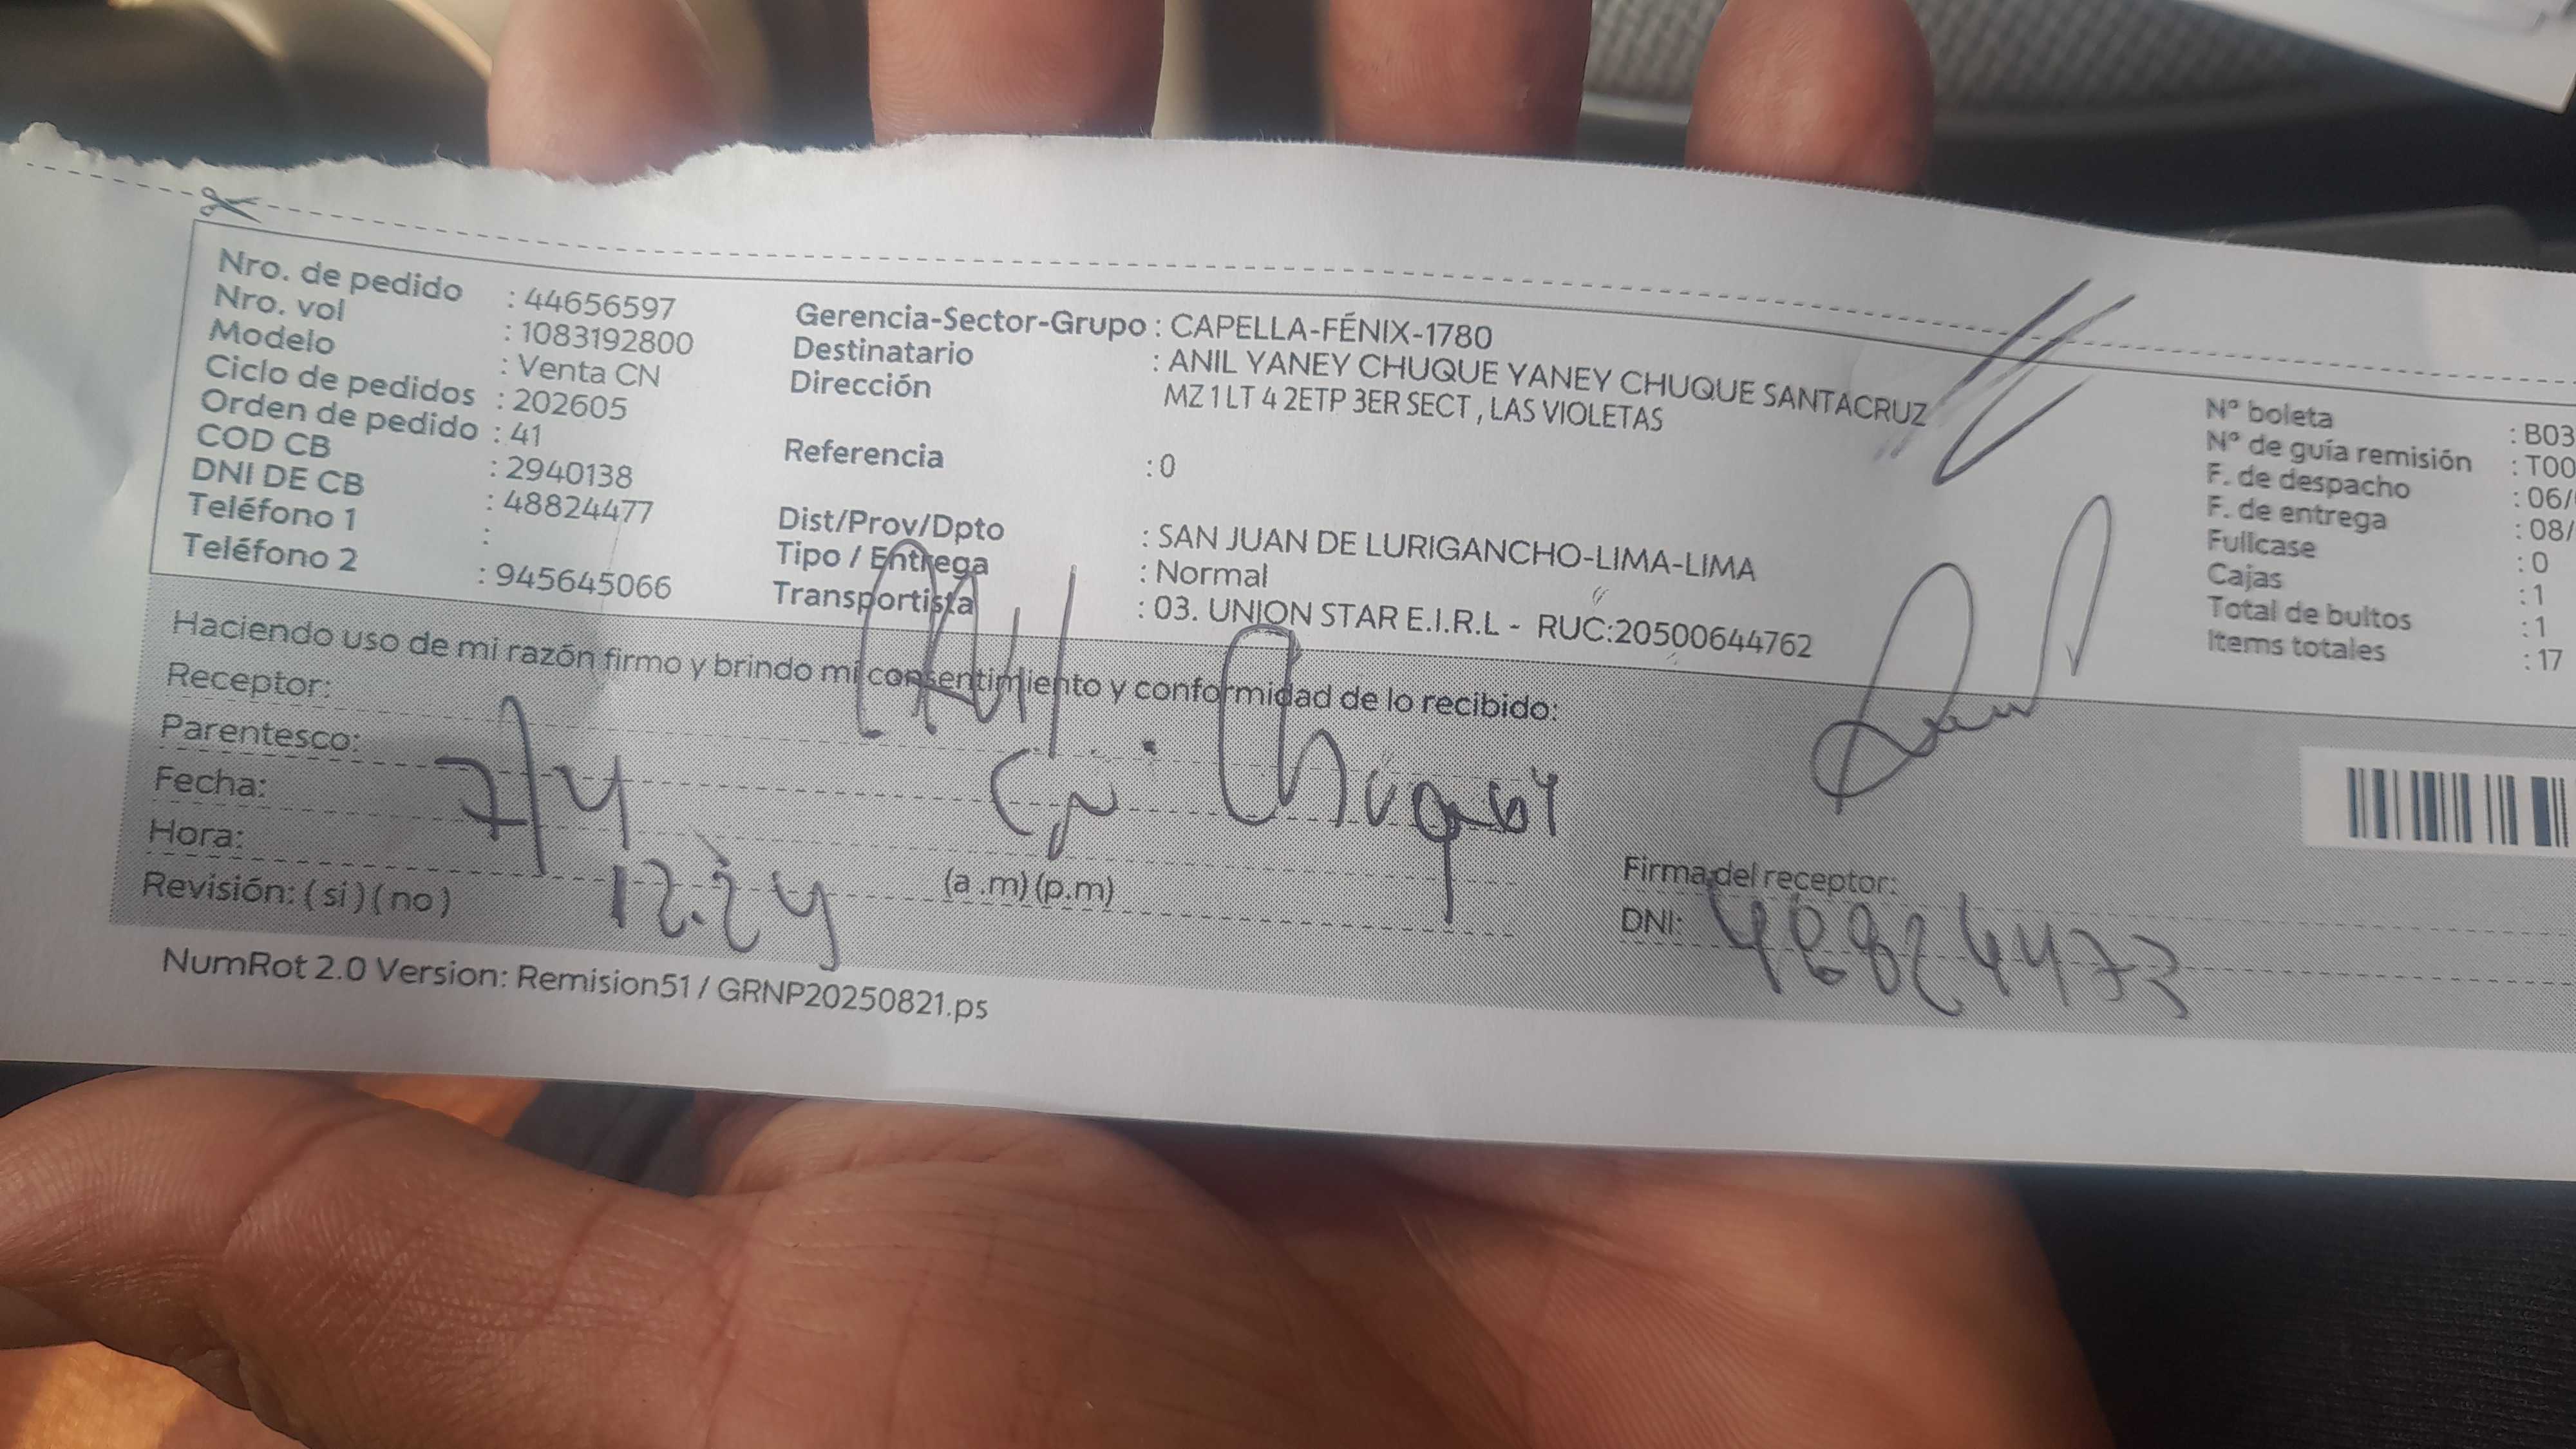 Nro. de pedido : 44656597
Nro. vol : 1083192800
Modelo : Venta CN
Ciclo de pedidos : 202605
Orden de pedido : 41
COD CB : 2940138
DNI DE CB : 48824477
Teléfono 1 :
Teléfono 2 : 945645066
Gerencia-Sector-Grupo : CAPELLA-FÉNIX-1780
Destinatario : ANIL YANEY CHUQUE YANEY CHUQUE SANTACRUZ
Dirección MZ 1 LT 4 2ETP 3ER SECT , LAS VIOLETAS
Referencia : 0
Dist/Prov/Dpto : SAN JUAN DE LURIGANCHO-LIMA-LIMA
Tipo / Entrega : Normal
Transportista : 03. UNION STAR E.I.R.L - RUC:20500644762
N° boleta : B03
N° de guía remisión : T00
F. de despacho : 06/
F. de entrega : 08/
Fullcase : 0
Cajas : 1
Total de bultos : 1
Items totales : 17
Haciendo uso de mi razón firmo y brindo mi consentimiento y conformidad de lo recibido:
Receptor:
Parentesco:
Fecha: 7/4
Hora: 12:24 (a .m) (p.m)
Revisión: ( si ) ( no )
Firma del receptor:
DNI:
NumRot 2.0 Version: Remision51 / GRNP20250821.ps